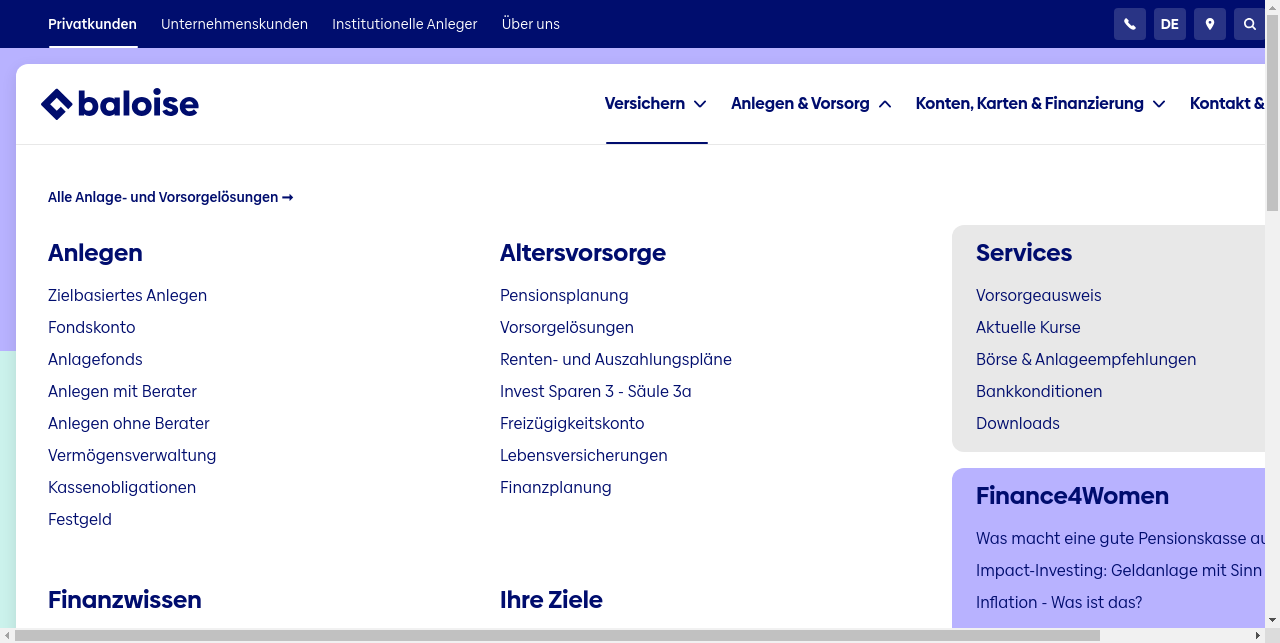 Privatkunden Unternehmenskunden Institutionelle Anleger Über uns DE
baloise Versichern Anlegen & Vorsorg Konten, Karten & Finanzierung Kontakt &
Alle Anlage- und Vorsorgelösungen →
Anlegen
Zielbasiertes Anlegen
Fondskonto
Anlagefonds
Anlegen mit Berater
Anlegen ohne Berater
Vermögensverwaltung
Kassenobligationen
Festgeld
Altersvorsorge
Pensionsplanung
Vorsorgelösungen
Renten- und Auszahlungspläne
Invest Sparen 3 - Säule 3a
Freizügigkeitskonto
Lebensversicherungen
Finanzplanung
Services
Vorsorgeausweis
Aktuelle Kurse
Börse & Anlageempfehlungen
Bankkonditionen
Downloads
Finance4Women
Was macht eine gute Pensionskasse
Impact-Investing: Geldanlage mit Sinn
Inflation - Was ist das?
Finanzwissen
Ihre Ziele